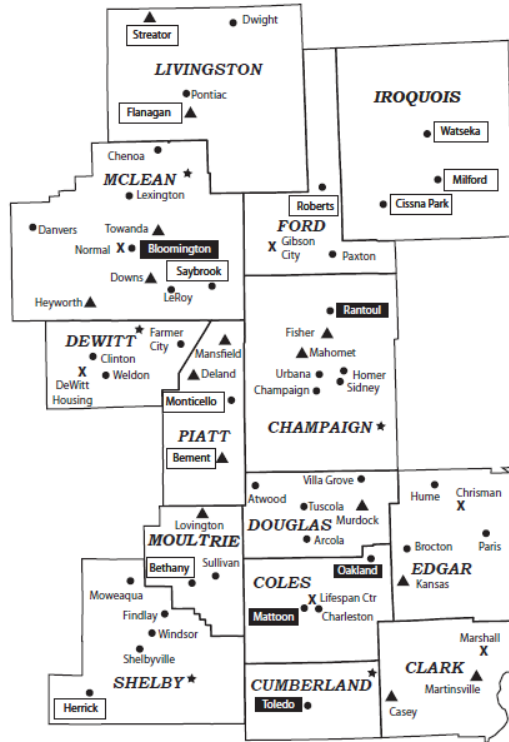 Streator
Dwight
LIVINGSTON
Pontiac
Flanagan
IROQUOIS
Watseka
Milford
Cissna Park
Chenoa
MCLEAN
Lexington
Roberts
FORD
Gibson
City
Paxton
Danvers
Towanda
Normal X
Bloomington
Saybrook
Downs
LeRoy
Heyworth
X
DEWITT
Farmer
City
Clinton
X
Weldon
DeWitt
Housing
Mansfield
Deland
Monticello
PIATT
Bement
Rantoul
Fisher
Mahomet
Urbana
Homer
Sidney
Champaign
CHAMPAIGN
Villa Grove
Atwood
Tuscola
Murdock
DOUGLAS
Arcola
Hume
Chrisman
X
Paris
Brocton
EDGAR
Kansas
Lovington
MOULTRIE
Sullivan
Bethany
Oakland
COLES
Lifespan Ctr
X
Mattoon
Charleston
Moweaqua
Findlay
Windsor
Shelbyville
SHELBY
Herrick
CUMBERLAND
Toledo
Marshall
X
CLARK
Martinsville
Casey